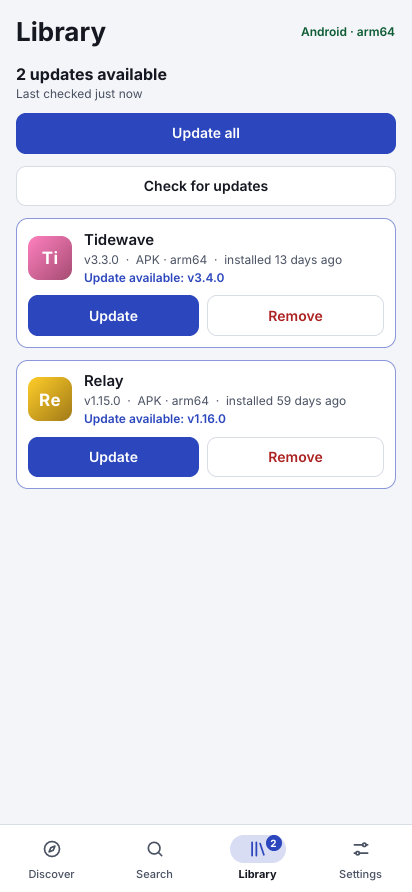 Library
Android · arm64
2 updates available
Last checked just now
Update all
Check for updates
Ti
Tidewave
v3.3.0 · APK · arm64 · installed 13 days ago
Update available: v3.4.0
Update
Remove
Re
Relay
v1.15.0 · APK · arm64 · installed 59 days ago
Update available: v1.16.0
Update
Remove
2
Discover
Search
Library
Settings